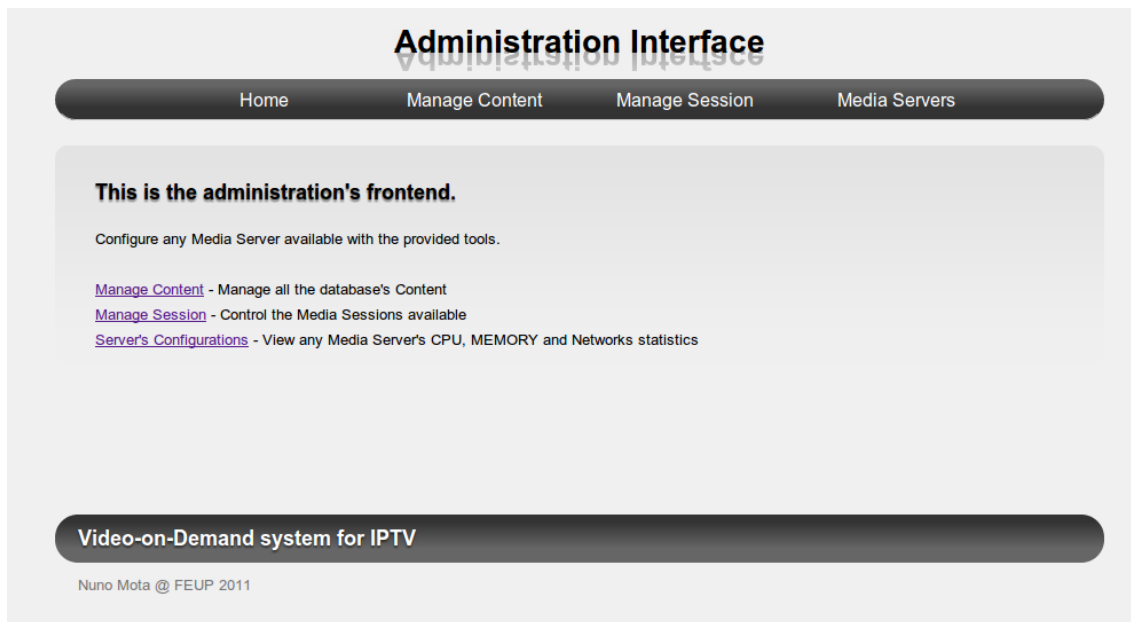 Administration Interface
Home Manage Content Manage Session Media Servers
This is the administration's frontend.
Configure any Media Server available with the provided tools.
Manage Content - Manage all the database's Content
Manage Session - Control the Media Sessions available
Server's Configurations - View any Media Server's CPU, MEMORY and Networks statistics
Video-on-Demand system for IPTV
Nuno Mota @ FEUP 2011